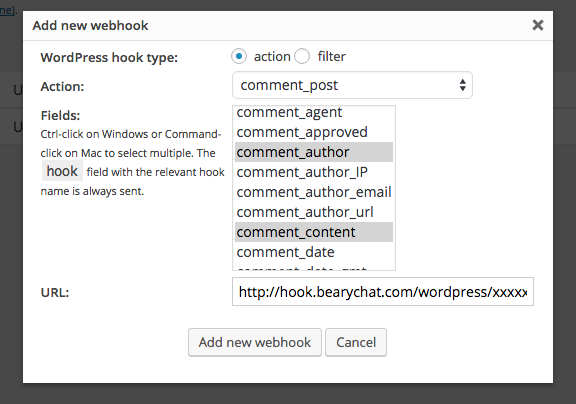 ne).
Add new webhook
WordPress hook type: action filter
Action: comment_post
Fields:
Ctrl-click on Windows or Command-
click on Mac to select multiple. The
hook field with the relevant hook
name is always sent.
comment_agent
comment_approved
comment_author
comment_author_IP
comment_author_email
comment_author_url
comment_content
comment_date
comment_date_gmt
URL: http://hook.bearychat.com/wordpress/xxxxx
Add new webhook Cancel
U
U